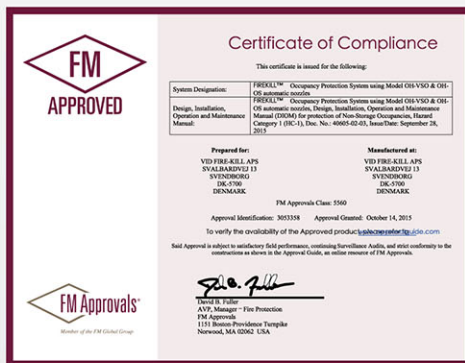 FM
APPROVED
Certificate of Compliance
This certificate is issued for the following:
System Designation:
FIREKILL™ Occupancy Protection System using Model OH-VSO & OH-
OS automatic nozzles
Design, Installation,
Operation and Maintenance
Manual:
FIREKILL™ Occupancy Protection System using Model OH-VSO & OH-
OS automatic nozzles, Design, Installation, Operation and Maintenance
Manual (DIOM) for protection of Non-Storage Occupancies, Hazard
Category 1 (HC-1), Doc. No.: 40605-02-03, Issue/Date: September 28,
2015
Prepared for:
VID FIRE-KILL APS
SVALBARDVEJ 13
SVENDBORG
DK-5700
DENMARK
Manufactured at:
VID FIRE-KILL APS
SVALBARDVEJ 13
SVENDBORG
DK-5700
DENMARK
FM Approvals Class: 5560
Approval Identification: 3053358 Approval Granted: October 14, 2015
To verify the availability of the Approved product, please refer to
Said Approval is subject to satisfactory field performance, continuing Surveillance Audits, and strict conformity to the
constructions as shown in the Approval Guide, an online resource of FM Approvals.
David B. Fuller
AVP, Manager – Fire Protection
FM Approvals
1151 Boston-Providence Turnpike
Norwood, MA 02062 USA
FM Approvals®
Member of the FM Global Group